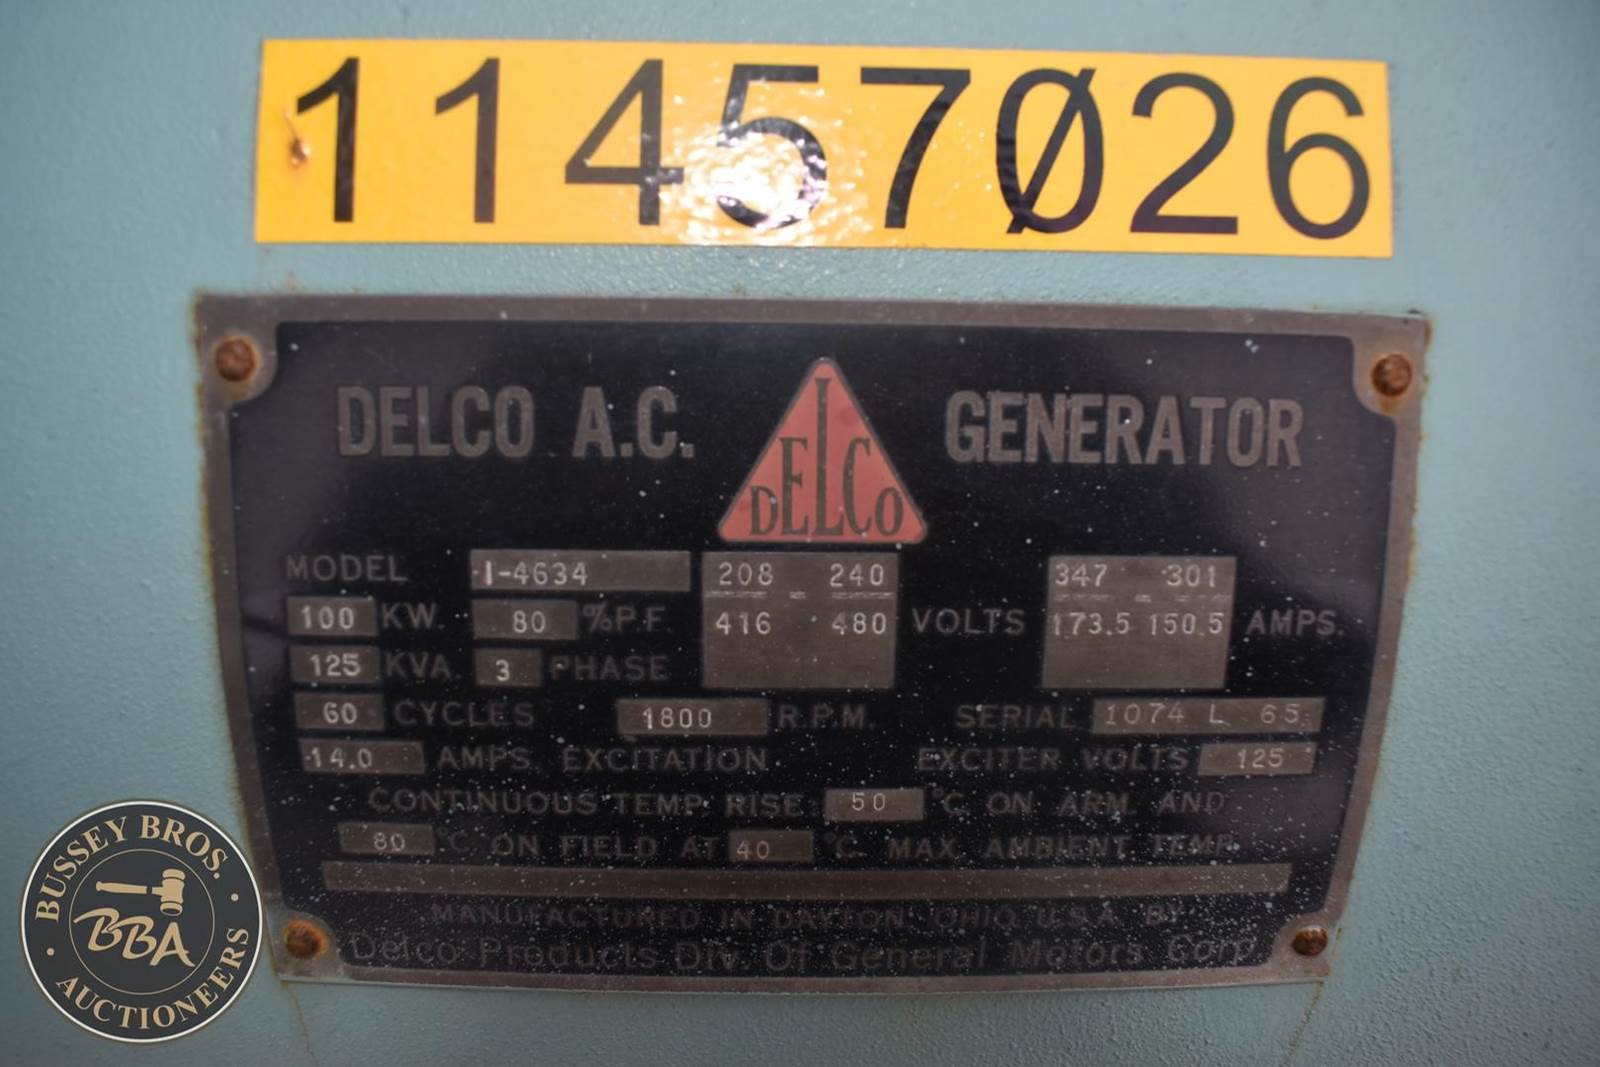 11457026
DELCO A.C. DELCO GENERATOR
MODEL I-4634 208 240 347 301
100 KW. 80 %P.F. 416 480 VOLTS 173.5 150.5 AMPS.
125 KVA. 3 PHASE
60 CYCLES 1800 R.P.M. SERIAL 1074 L 65
14.0 AMPS. EXCITATION EXCITER VOLTS 125
CONTINUOUS TEMP. RISE 50 °C ON ARM. AND
80 °C ON FIELD AT 40 °C MAX. AMBIENT TEMP.
MANUFACTURED IN DAYTON, OHIO, U.S.A. BY
Delco Products Div. Of General Motors Corp.
BUSSEY BROS.
BBA
AUCTIONEERS